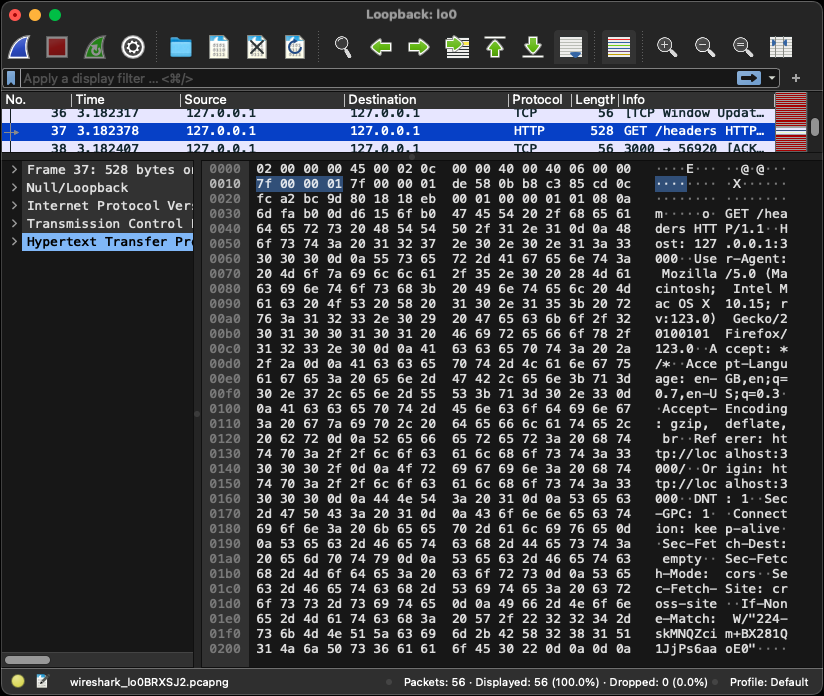 Loopback: lo0
Apply a display filter ... <⌘/>
No. Time Source Destination Protocol Length Info
36 3.182317 127.0.0.1 127.0.0.1 TCP 56 [TCP Window Updat…
37 3.182378 127.0.0.1 127.0.0.1 HTTP 528 GET /headers HTTP…
38 3.182407 127.0.0.1 127.0.0.1 TCP 56 3000 → 56920 [ACK…
Frame 37: 528 bytes on
Null/Loopback
Internet Protocol Vers
Transmission Control
Hypertext Transfer Pro
0000 02 00 00 00 45 00 02 0c 00 00 40 00 40 06 00 00 ····E··· ··@·@···
0010 7f 00 00 01 7f 00 00 01 de 58 0b b8 c3 85 cd 0c ········ ·X······
0020 fc a2 bc 9d 80 18 18 eb 00 01 00 00 01 01 08 0a ········ ········
0030 6d fa b0 0d d6 15 6f b0 47 45 54 20 2f 68 65 61 m·····o· GET /hea
0040 64 65 72 73 20 48 54 54 50 2f 31 2e 31 0d 0a 48 ders HTT P/1.1··H
0050 6f 73 74 3a 20 31 32 37 2e 30 2e 30 2e 31 3a 33 ost: 127 .0.0.1:3
0060 30 30 30 0d 0a 55 73 65 72 2d 41 67 65 6e 74 3a 000··Use r-Agent:
0070 20 4d 6f 7a 69 6c 6c 61 2f 35 2e 30 20 28 4d 61 Mozilla /5.0 (Ma
0080 63 69 6e 74 6f 73 68 3b 20 49 6e 74 65 6c 20 4d cintosh; Intel M
0090 61 63 20 4f 53 20 58 20 31 30 2e 31 35 3b 20 72 ac OS X 10.15; r
00a0 76 3a 31 32 33 2e 30 29 20 47 65 63 6b 6f 2f 32 v:123.0) Gecko/2
00b0 30 31 30 30 31 30 31 20 46 69 72 65 66 6f 78 2f 0100101 Firefox/
00c0 31 32 33 2e 30 0d 0a 41 63 63 65 70 74 3a 20 2a 123.0··A ccept: *
00d0 2f 2a 0d 0a 41 63 63 65 70 74 2d 4c 61 6e 67 75 /*··Acce pt-Langu
00e0 61 67 65 3a 20 65 6e 2d 47 42 2c 65 6e 3b 71 3d age: en- GB,en;q=
00f0 30 2e 37 2c 65 6e 2d 55 53 3b 71 3d 30 2e 33 0d 0.7,en-U S;q=0.3·
0100 0a 41 63 63 65 70 74 2d 45 6e 63 6f 64 69 6e 67 ·Accept- Encoding
0110 3a 20 67 7a 69 70 2c 20 64 65 66 6c 61 74 65 2c : gzip, deflate,
0120 20 62 72 0d 0a 52 65 66 65 72 65 72 3a 20 68 74 br··Ref erer: ht
0130 74 70 3a 2f 2f 6c 6f 63 61 6c 68 6f 73 74 3a 33 tp://loc alhost:3
0140 30 30 30 2f 0d 0a 4f 72 69 67 69 6e 3a 20 68 74 000/··Or igin: ht
0150 74 70 3a 2f 2f 6c 6f 63 61 6c 68 6f 73 74 3a 33 tp://loc alhost:3
0160 30 30 30 0d 0a 44 4e 54 3a 20 31 0d 0a 53 65 63 000··DNT : 1··Sec
0170 2d 47 50 43 3a 20 31 0d 0a 43 6f 6e 6e 65 63 74 -GPC: 1· ·Connect
0180 69 6f 6e 3a 20 6b 65 65 70 2d 61 6c 69 76 65 0d ion: kee p-alive·
0190 0a 53 65 63 2d 46 65 74 63 68 2d 44 65 73 74 3a ·Sec-Fet ch-Dest:
01a0 20 65 6d 70 74 79 0d 0a 53 65 63 2d 46 65 74 63 empty·· Sec-Fetc
01b0 68 2d 4d 6f 64 65 3a 20 63 6f 72 73 0d 0a 53 65 h-Mode: cors··Se
01c0 63 2d 46 65 74 63 68 2d 53 69 74 65 3a 20 63 72 c-Fetch- Site: cr
01d0 6f 73 73 2d 73 69 74 65 0d 0a 49 66 2d 4e 6f 6e oss-site ··If-Non
01e0 65 2d 4d 61 74 63 68 3a 20 57 2f 22 32 32 34 2d e-Match: W/"224-
01f0 73 6b 4d 4e 51 5a 63 69 6d 2b 42 58 32 38 31 51 skMNQZci m+BX281Q
0200 31 4a 6a 50 73 36 61 61 6f 45 30 22 0d 0a 0d 0a 1JjPs6aa oE0"····
wireshark_lo0BRXSJ2.pcapng Packets: 56 · Displayed: 56 (100.0%) · Dropped: 0 (0.0%) Profile: Default